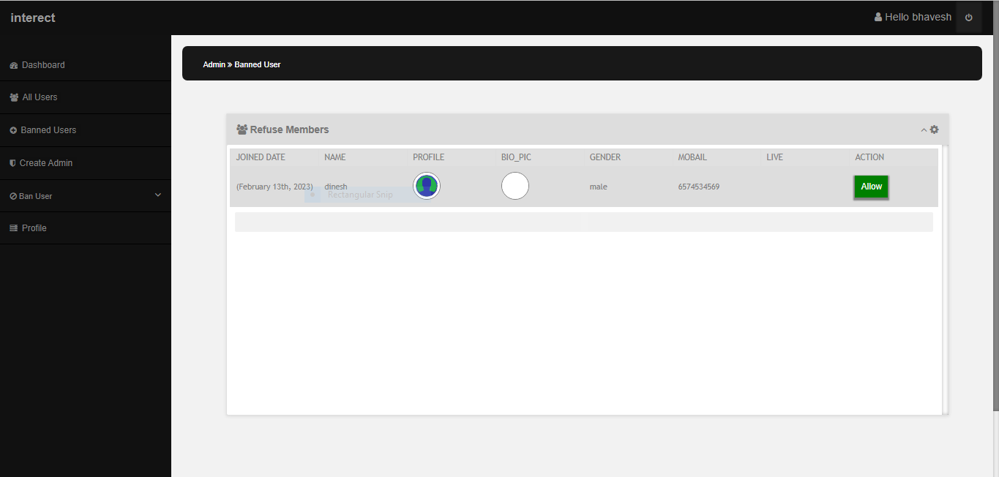 interect
Hello bhavesh
Dashboard
All Users
Banned Users
Create Admin
Ban User
Profile
Admin » Banned User
Refuse Members
JOINED DATE NAME PROFILE BIO_PIC GENDER MOBAIL LIVE ACTION
(February 13th, 2023) dinesh male 6574534569 Allow
Rectangular Snip